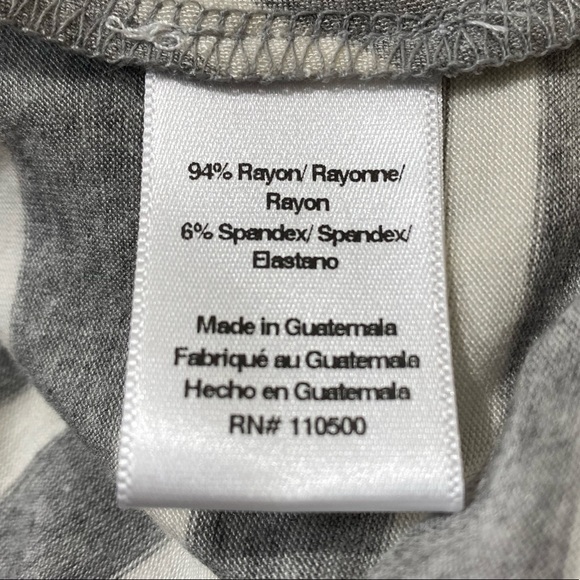 94% Rayon/ Rayonne/
Rayon
6% Spandex/ Spandex/
Elastano
Made in Guatemala
Fabriqué au Guatemala
Hecho en Guatemala
RN# 110500